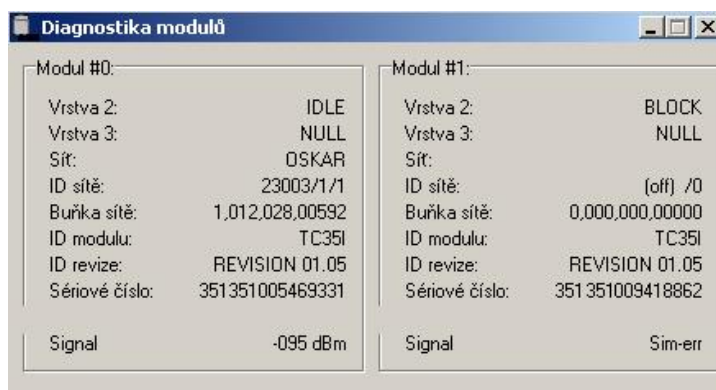 Diagnostika modulů
Modul #0:
Vrstva 2: IDLE
Vrstva 3: NULL
Síť: OSKAR
ID sítě: 23003/1/1
Buňka sítě: 1,012,028,00592
ID modulu: TC35I
ID revize: REVISION 01.05
Sériové číslo: 351351005469331
Signal -095 dBm
Modul #1:
Vrstva 2: BLOCK
Vrstva 3: NULL
Síť:
ID sítě: (off) /0
Buňka sítě: 0,000,000,00000
ID modulu: TC35I
ID revize: REVISION 01.05
Sériové číslo: 351351009418862
Signal Sim-err